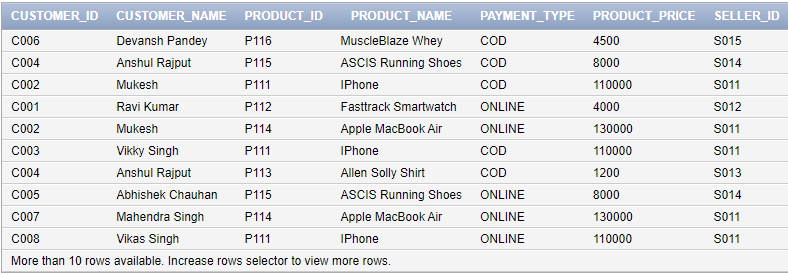 CUSTOMER_ID CUSTOMER_NAME PRODUCT_ID PRODUCT_NAME PAYMENT_TYPE PRODUCT_PRICE SELLER_ID
C006 Devansh Pandey P116 MuscleBlaze Whey COD 4500 S015
C004 Anshul Rajput P115 ASCIS Running Shoes COD 8000 S014
C002 Mukesh P111 IPhone COD 110000 S011
C001 Ravi Kumar P112 Fasttrack Smartwatch ONLINE 4000 S012
C002 Mukesh P114 Apple MacBook Air ONLINE 130000 S011
C003 Vikky Singh P111 IPhone COD 110000 S011
C004 Anshul Rajput P113 Allen Solly Shirt COD 1200 S013
C005 Abhishek Chauhan P115 ASCIS Running Shoes ONLINE 8000 S014
C007 Mahendra Singh P114 Apple MacBook Air ONLINE 130000 S011
C008 Vikas Singh P111 IPhone ONLINE 110000 S011
More than 10 rows available. Increase rows selector to view more rows.